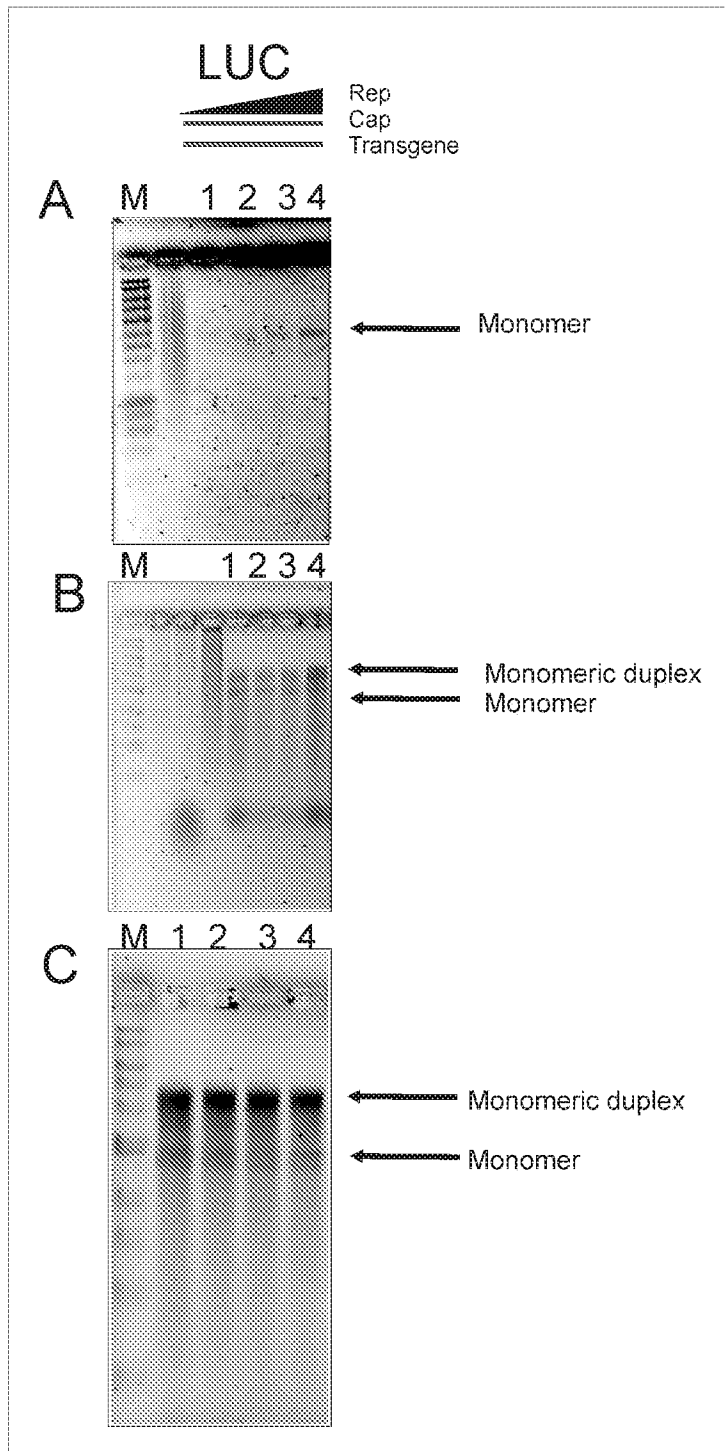 LUC
Rep
Cap
Transgene
A
M 1 2 3 4
Monomer
B
M 1 2 3 4
Monomeric duplex
Monomer
C
M 1 2 3 4
Monomeric duplex
Monomer